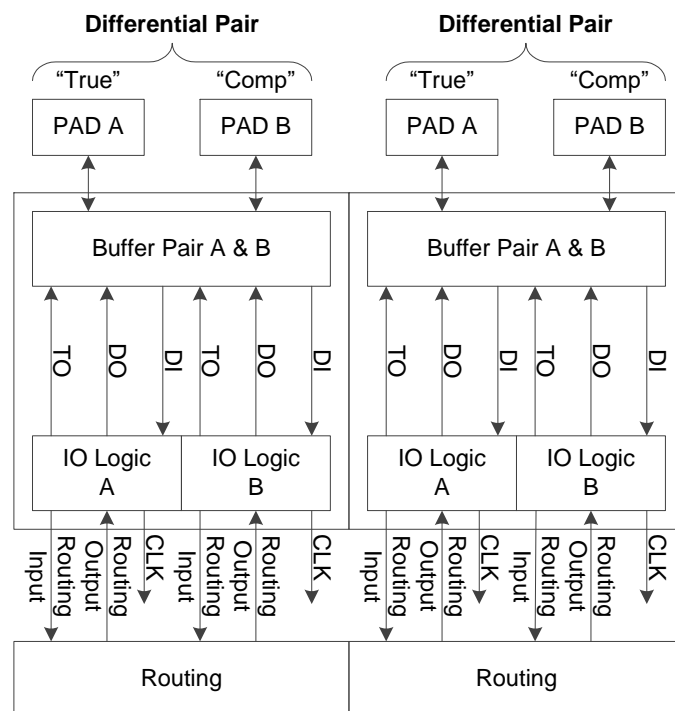 Differential Pair
Differential Pair
“True”
“Comp”
“True”
“Comp”
PAD A
PAD B
PAD A
PAD B
Buffer Pair A & B
Buffer Pair A & B
TO
DO
DI
TO
DO
DI
TO
DO
DI
TO
DO
DI
IO Logic
A
IO Logic
B
IO Logic
A
IO Logic
B
Routing
Input
Routing
Output
CLK
Routing
Input
Routing
Output
CLK
Routing
Input
Routing
Output
CLK
Routing
Input
Routing
Output
CLK
Routing
Routing